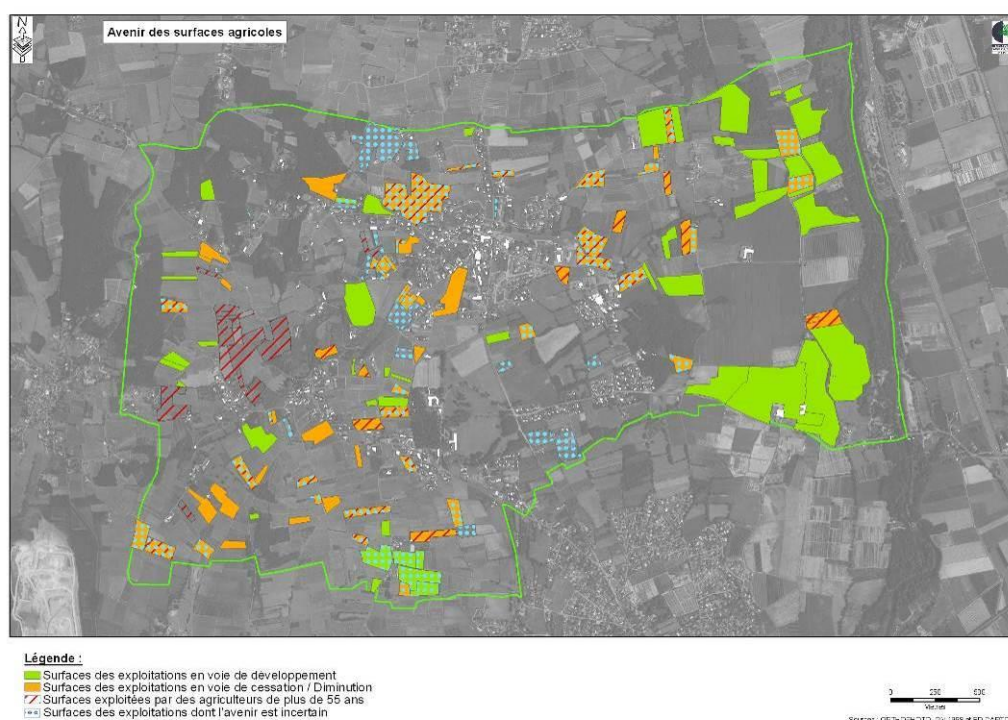 N
Avenir des surfaces agricoles
Légende :
Surfaces des exploitations en voie de développement
Surfaces des exploitations en voie de cessation / Diminution
Surfaces exploitées par des agriculteurs de plus de 55 ans
Surfaces des exploitations dont l'avenir est incertain
0 250 500